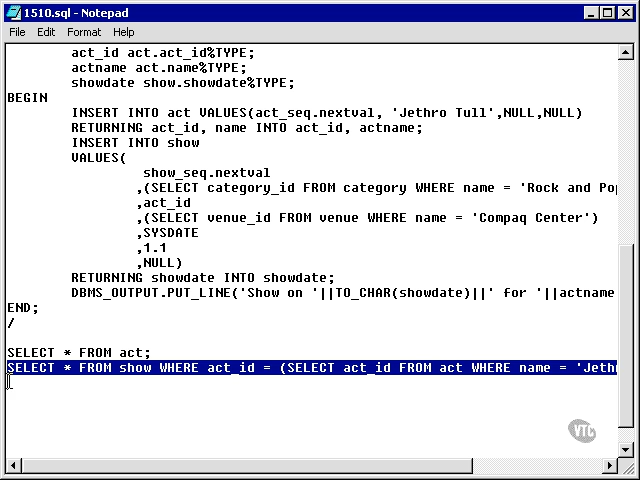 1510.sql - Notepad
File Edit Format Help
act_id act.act_id%TYPE;
actname act.name%TYPE;
showdate show.showdate%TYPE;
BEGIN
INSERT INTO act VALUES(act_seq.nextval, 'Jethro Tull',NULL,NULL)
RETURNING act_id, name INTO act_id, actname;
INSERT INTO show
VALUES(
show_seq.nextval
,(SELECT category_id FROM category WHERE name = 'Rock and Pop
,act_id
,(SELECT venue_id FROM venue WHERE name = 'Compaq Center')
,SYSDATE
,1.1
,NULL)
RETURNING showdate INTO showdate;
DBMS_OUTPUT.PUT_LINE('Show on '||TO_CHAR(showdate)||' for '||actname
END;
/
SELECT * FROM act;
SELECT * FROM show WHERE act_id = (SELECT act_id FROM act WHERE name = 'Jeth
VTC